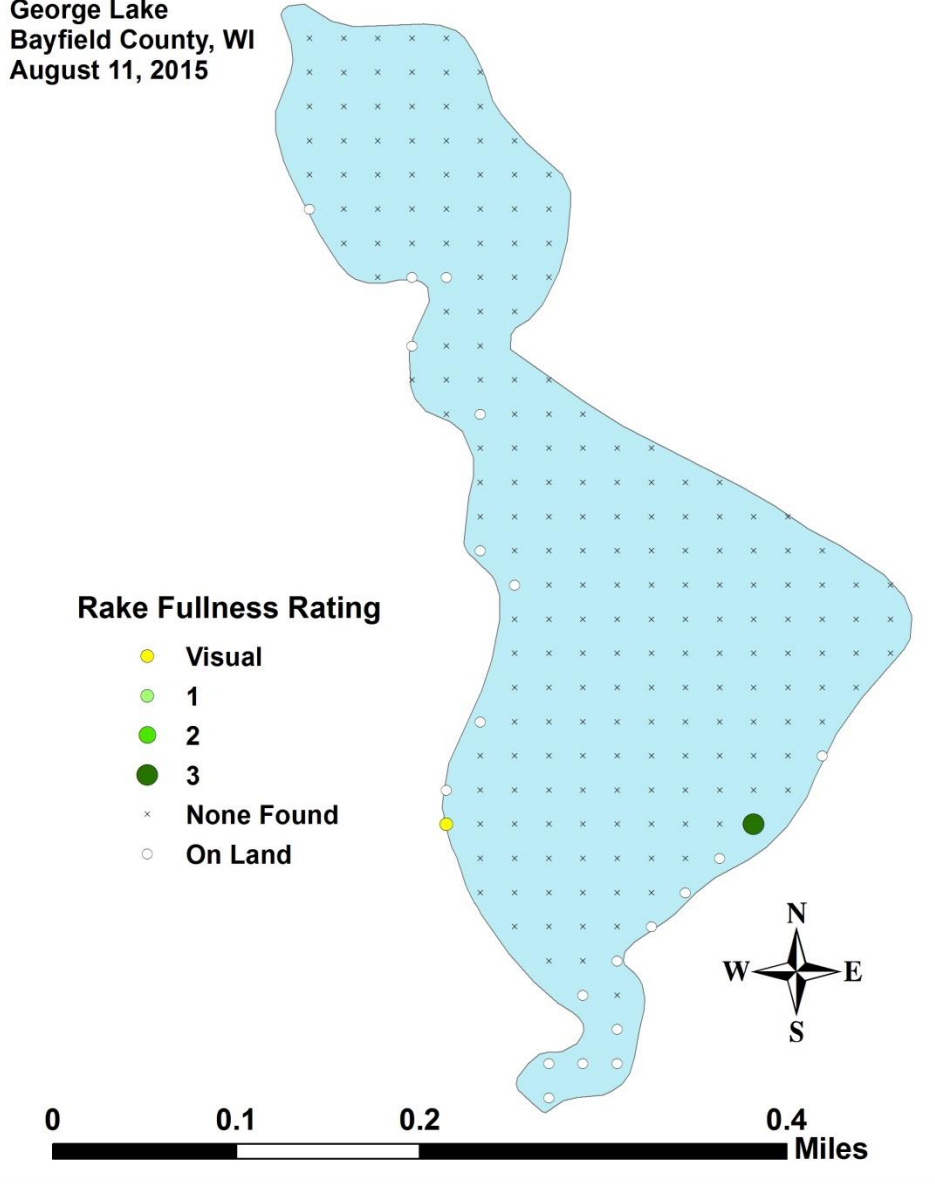 George Lake
Bayfield County, WI
August 11, 2015
Rake Fullness Rating
Visual
1
2
3
None Found
On Land
N
W E
S
0 0.1 0.2 0.4
Miles